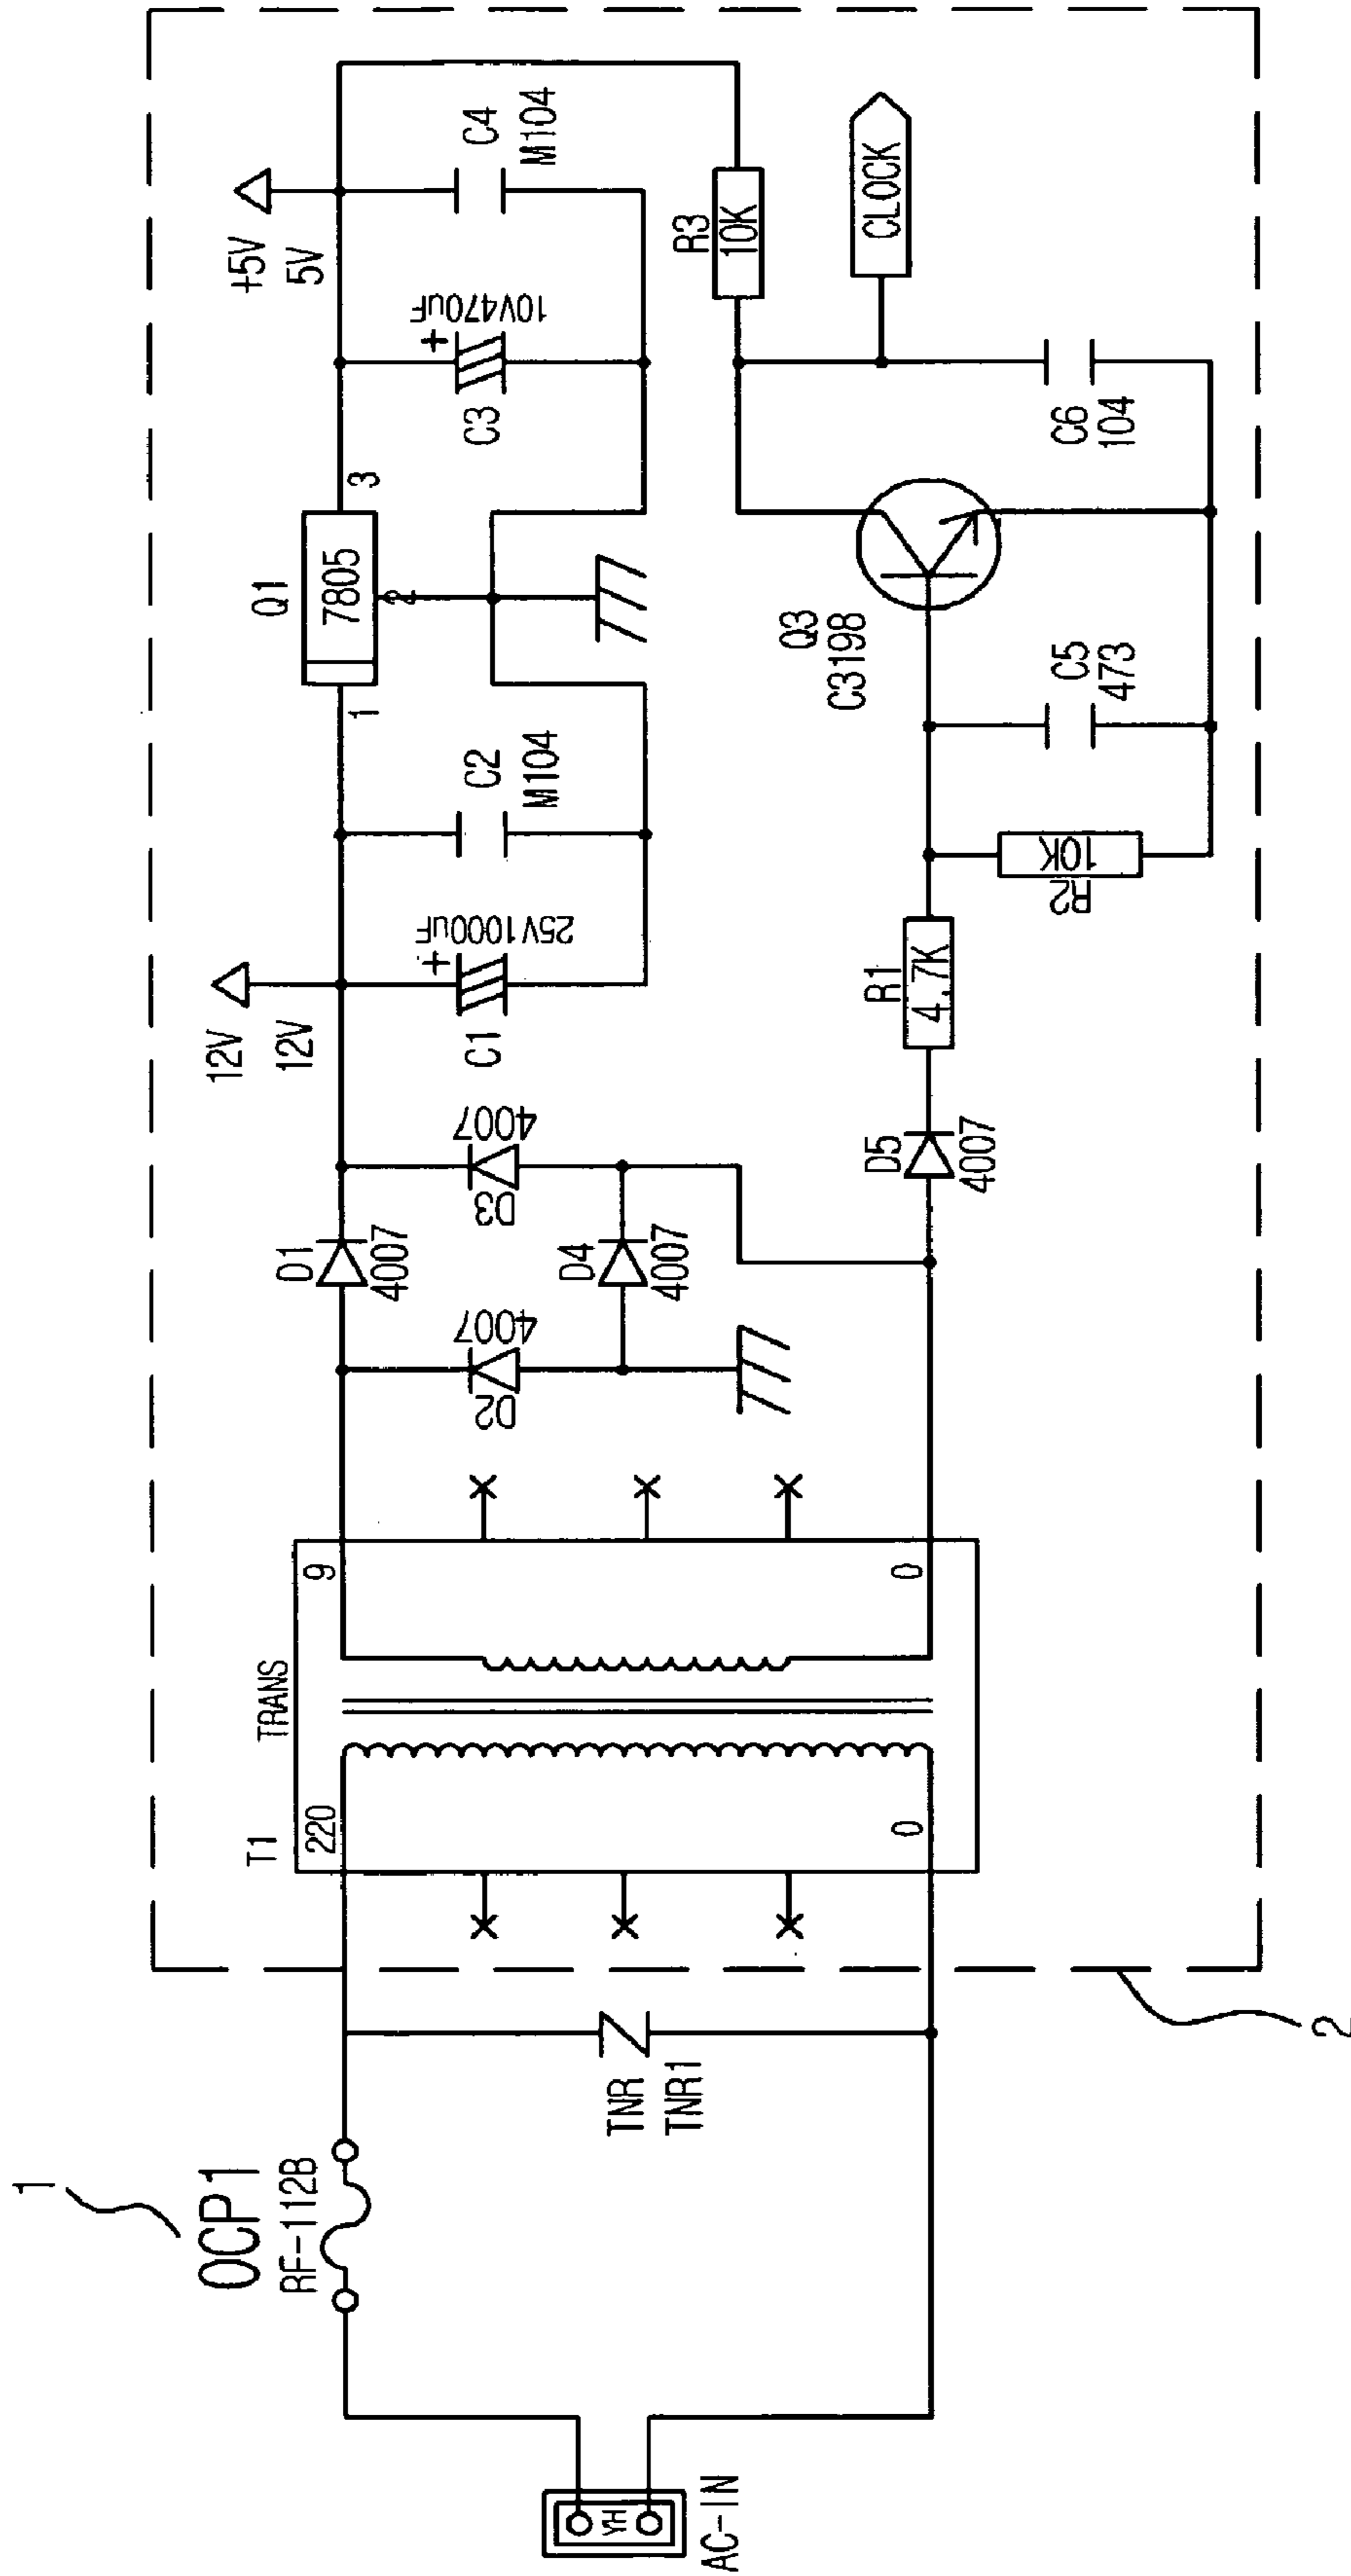 1
OCP1
RF-112B
YH
AC-IN
TNR
TNR1
2
T1
TRANS
220
0
9
0
D1
4007
D2
4007
D3
4007
D4
4007
12V
12V
C1
+
25V1000uF
C2
M104
Q1
7805
1
2
3
+5V
5V
C3
+
10V470uF
C4
M104
D5
4007
R1
4.7K
R2
10K
C5
473
Q3
C3198
R3
10K
C6
104
CLOCK